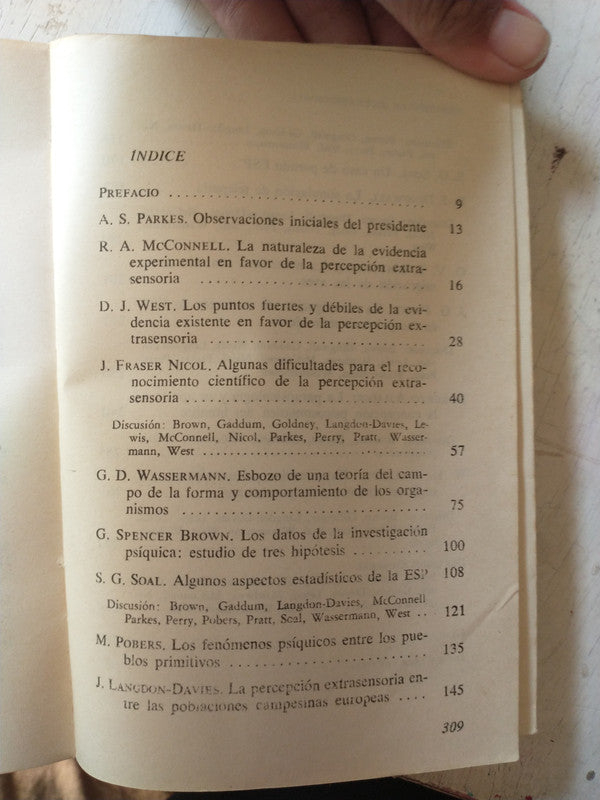 ÍNDICE
PREFACIO .................................. 9
A. S. PARKES. Observaciones iniciales del presidente 13
R. A. MCCONNELL. La naturaleza de la evidencia
experimental en favor de la percepción extra-
sensoria .............................. 16
D. J. WEST. Los puntos fuertes y débiles de la evi-
dencia existente en favor de la percepción ex-
trasensoria ............................ 28
J. FRASER NICOL. Algunas dificultades para el reco-
nocimiento científico de la percepción extra-
sensoria ................................ 40
Discusión: Brown, Gaddum, Goldney, Langdon-Davies, Le-
wis, McConnell, Nicol, Parkes, Perry, Pratt, Wasser-
mann, West ............................ 57
G. D. WASSERMANN. Esbozo de una teoría del cam-
po de la forma y comportamiento de los orga-
nismos ................................ 75
G. SPENCER BROWN. Los datos de la investigación
psíquica: estudio de tres hipótesis .......... 100
S. G. SOAL. Algunos aspectos estadísticos de la ESP 108
Discusión: Brown, Gaddum, Langdon-Davies, McConnell
Parkes, Perry, Pobers, Pratt, Soal, Wassermann, West .. 121
M. POBERS. Los fenómenos psíquicos entre los pue-
blos primitivos .......................... 135
J. LANGDON-DAVIES. La percepción extrasensoria en-
tre las poblaciones campesinas europeas .... 145
309